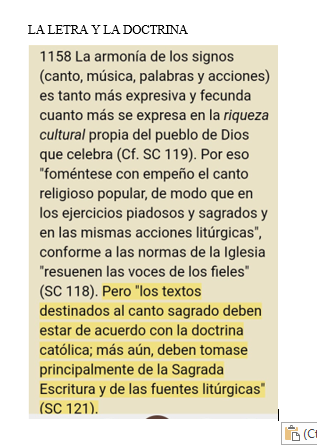 LA LETRA Y LA DOCTRINA
1158 La armonía de los signos
(canto, música, palabras y acciones)
es tanto más expresiva y fecunda
cuanto más se expresa en la riqueza
cultural propia del pueblo de Dios
que celebra (Cf. SC 119). Por eso
"foméntese con empeño el canto
religioso popular, de modo que en
los ejercicios piadosos y sagrados y
en las mismas acciones litúrgicas",
conforme a las normas de la Iglesia
"resuenen las voces de los fieles"
(SC 118). Pero "los textos
destinados al canto sagrado deben
estar de acuerdo con la doctrina
católica; más aún, deben tomase
principalmente de la Sagrada
Escritura y de las fuentes litúrgicas"
(SC 121).
(Ct